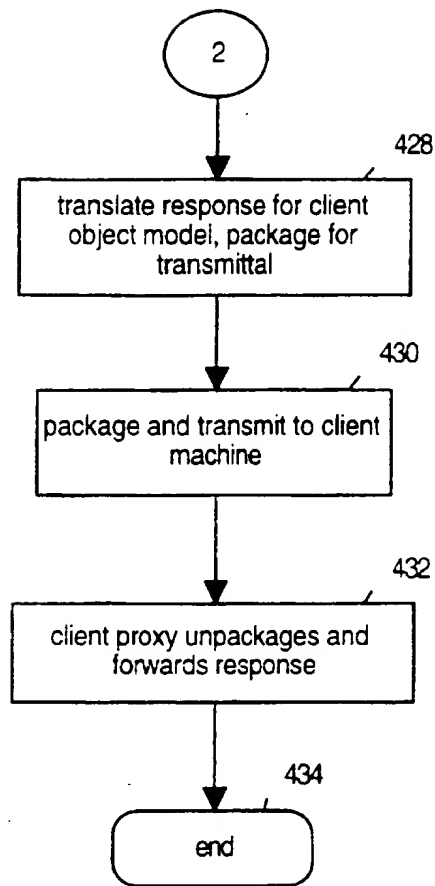 2
428
translate response for client
object model, package for
transmittal
430
package and transmit to client
machine
432
client proxy unpackages and
forwards response
434
end